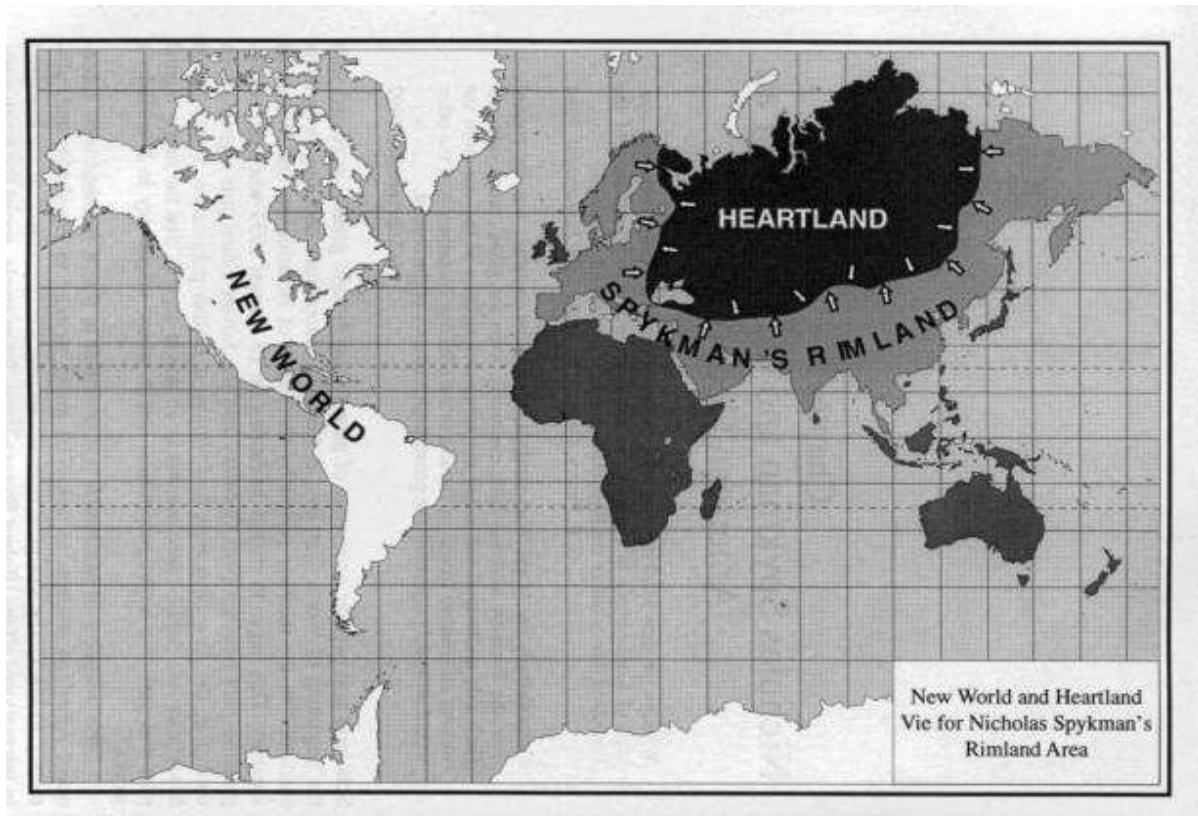 HEARTLAND
NEW WORLD
SPYKMAN'S RIMLAND
New World and Heartland
Vie for Nicholas Spykman's
Rimland Area